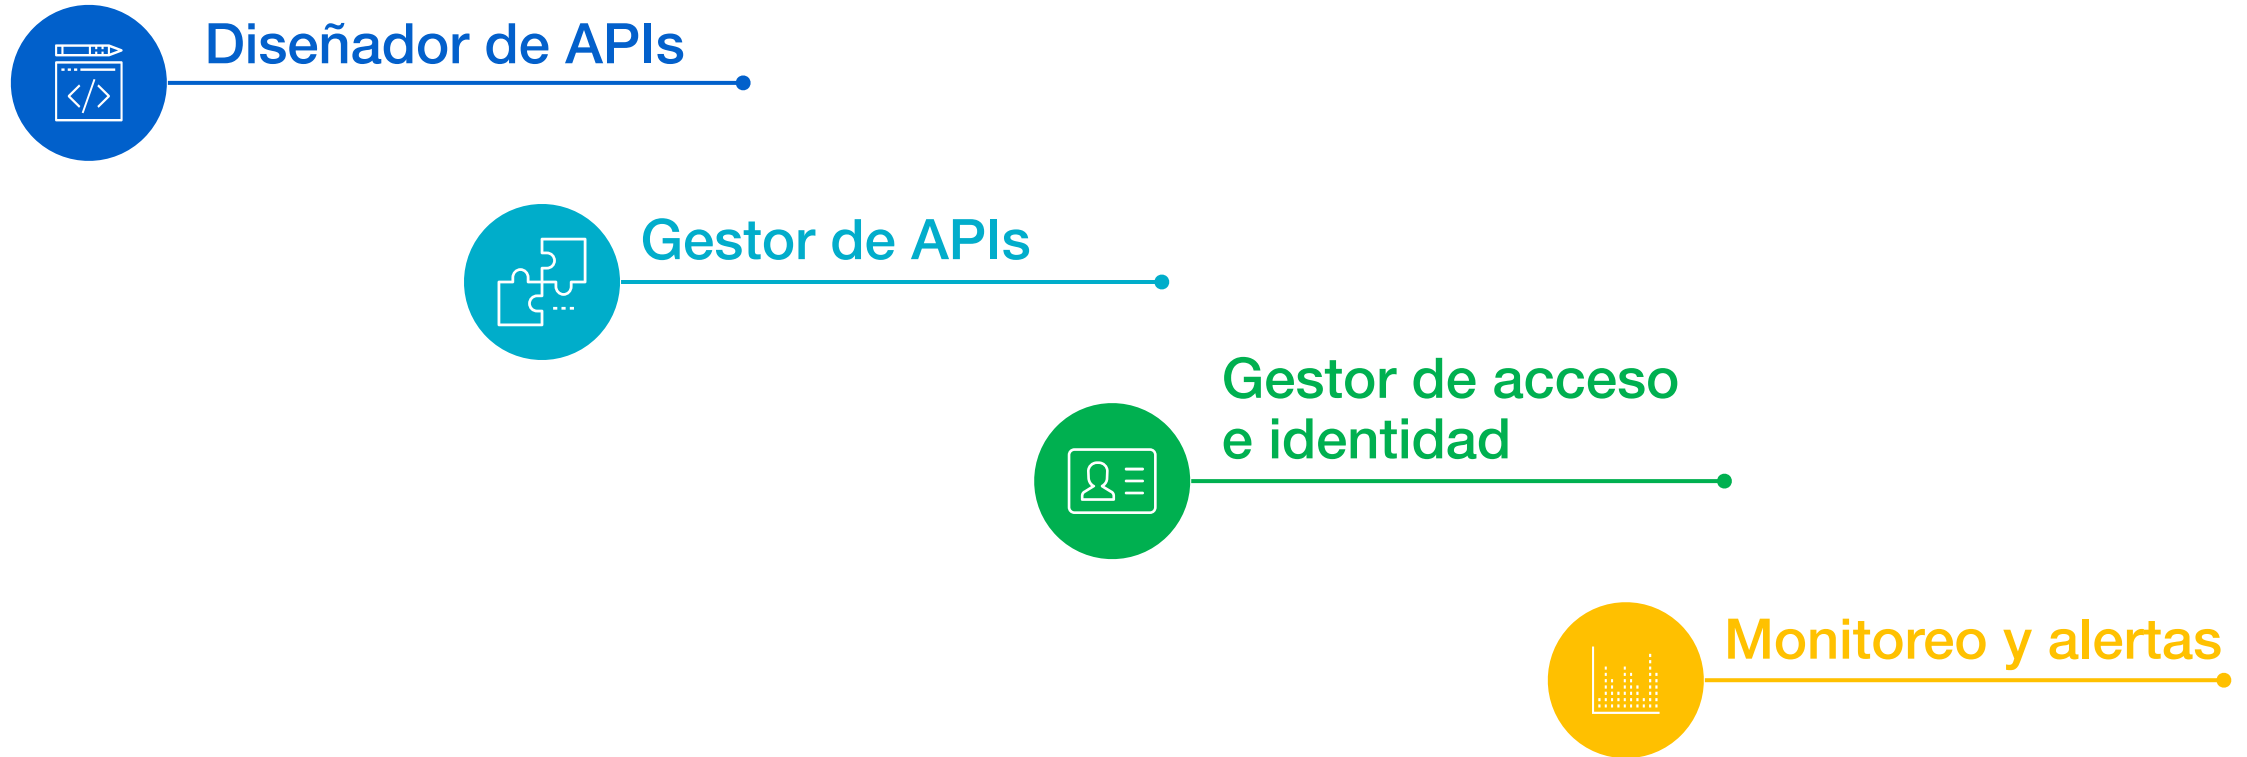 Diseñador de APIs
Gestor de APIs
Gestor de acceso
e identidad
Monitoreo y alertas